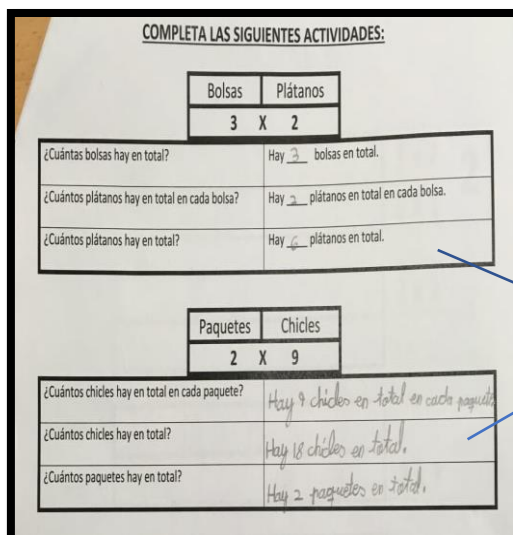 COMPLETA LAS SIGUIENTES ACTIVIDADES:
Bolsas Plátanos
3 X 2
¿Cuántas bolsas hay en total? Hay 3 bolsas en total.
¿Cuántos plátanos hay en total en cada bolsa? Hay 2 plátanos en total en cada bolsa.
¿Cuántos plátanos hay en total? Hay 6 plátanos en total.
Paquetes Chicles
2 X 9
¿Cuántos chicles hay en total en cada paquete? Hay 9 chicles en total en cada paquete
¿Cuántos chicles hay en total? Hay 18 chicles en total.
¿Cuántos paquetes hay en total? Hay 2 paquetes en total.